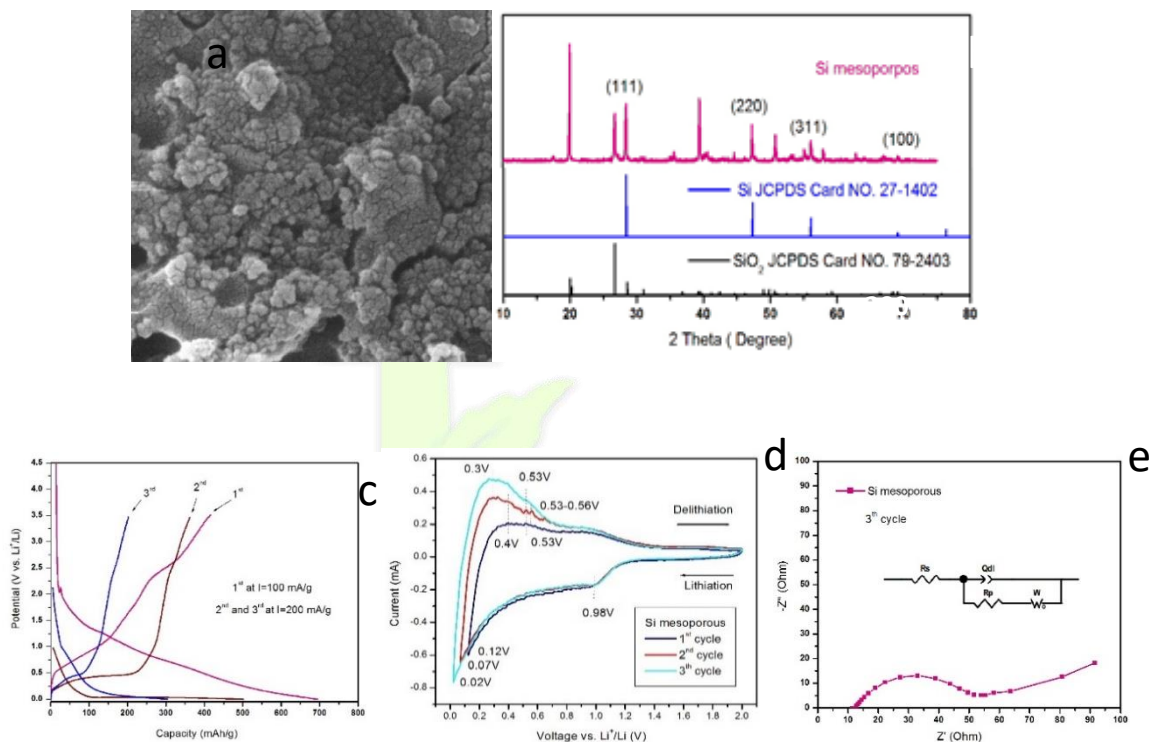 a
Si mesoporpos
(111)
(220)
(311)
(100)
Si JCPDS Card NO. 27-1402
SiO₂ JCPDS Card NO. 79-2403
10 20 30 40 50 60 70 80
2 Theta ( Degree)
c
4.5
4.0
3.5
3.0
2.5
2.0
1.5
1.0
0.5
0.0
Potential (V vs. Li⁺/Li)
3ʳᵈ 2ⁿᵈ 1ˢᵗ
1ˢᵗ at I=100 mA/g
2ⁿᵈ and 3ʳᵈ at I=200 mA/g
0 100 200 300 400 500 600 700 800
Capacity (mAh/g)
d
0.6
0.4
0.2
0.0
-0.2
-0.4
-0.6
-0.8
Current (mA)
0.3V
0.53V
0.53-0.56V
0.4V
0.53V
Delithiation
Lithiation
0.98V
0.12V
0.07V
0.02V
Si mesoporous
1ˢᵗ cycle
2ⁿᵈ cycle
3ᵗʰ cycle
0.0 0.2 0.4 0.6 0.8 1.0 1.2 1.4 1.6 1.8 2.0
Voltage vs. Li⁺/Li (V)
e
100
90
80
70
60
50
40
30
20
10
0
-Z" (Ohm)
Si mesoporous
3ᵗʰ cycle
Rs
Qdl
Rp
W
0 10 20 30 40 50 60 70 80 90 100
Z' (Ohm)